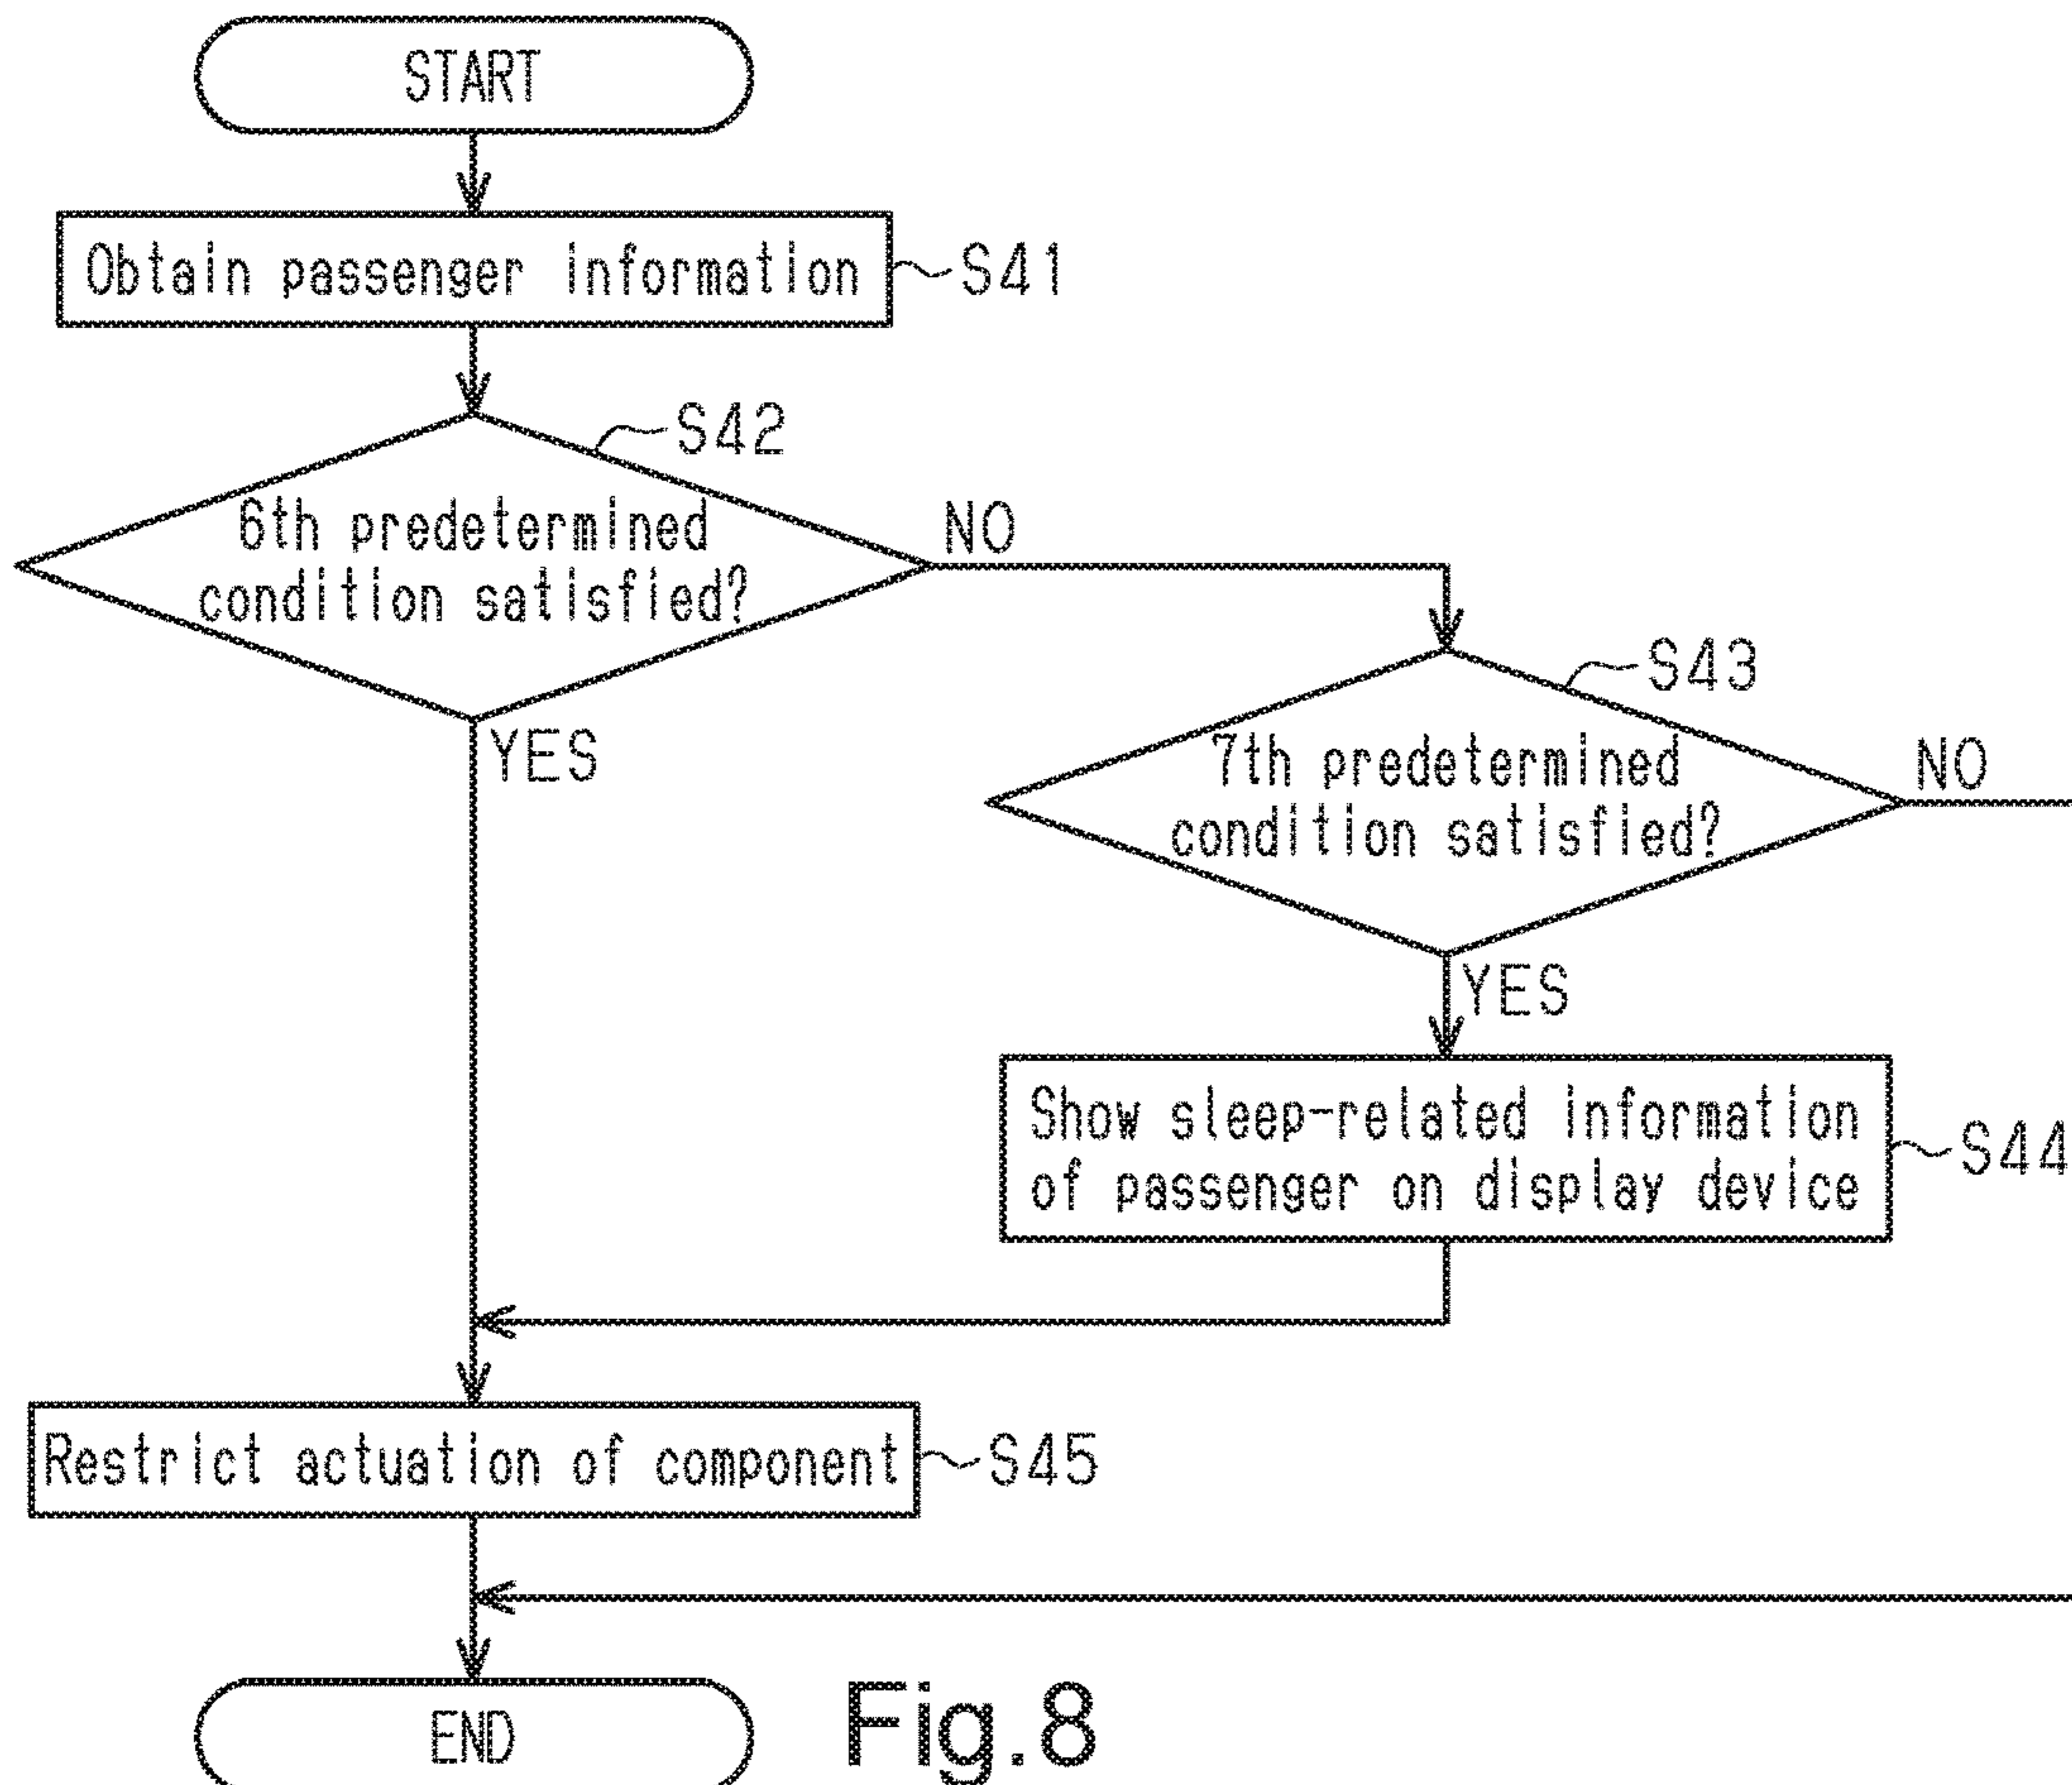 START
Obtain passenger information
S41
S42
6th predetermined
condition satisfied?
NO
YES
S43
7th predetermined
condition satisfied?
NO
YES
Show sleep-related information
of passenger on display device
S44
Restrict actuation of component
S45
END
Fig.8